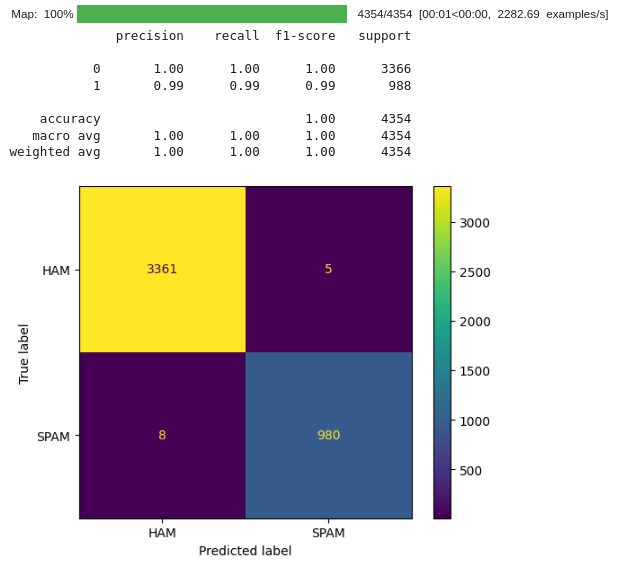 Map: 100% 4354/4354 [00:01<00:00, 2282.69 examples/s]
precision recall f1-score support
0 1.00 1.00 1.00 3366
1 0.99 0.99 0.99 988
accuracy 1.00 4354
macro avg 1.00 1.00 1.00 4354
weighted avg 1.00 1.00 1.00 4354
HAM 3361 5
SPAM 8 980
HAM SPAM
True label
Predicted label
3000
2500
2000
1500
1000
500